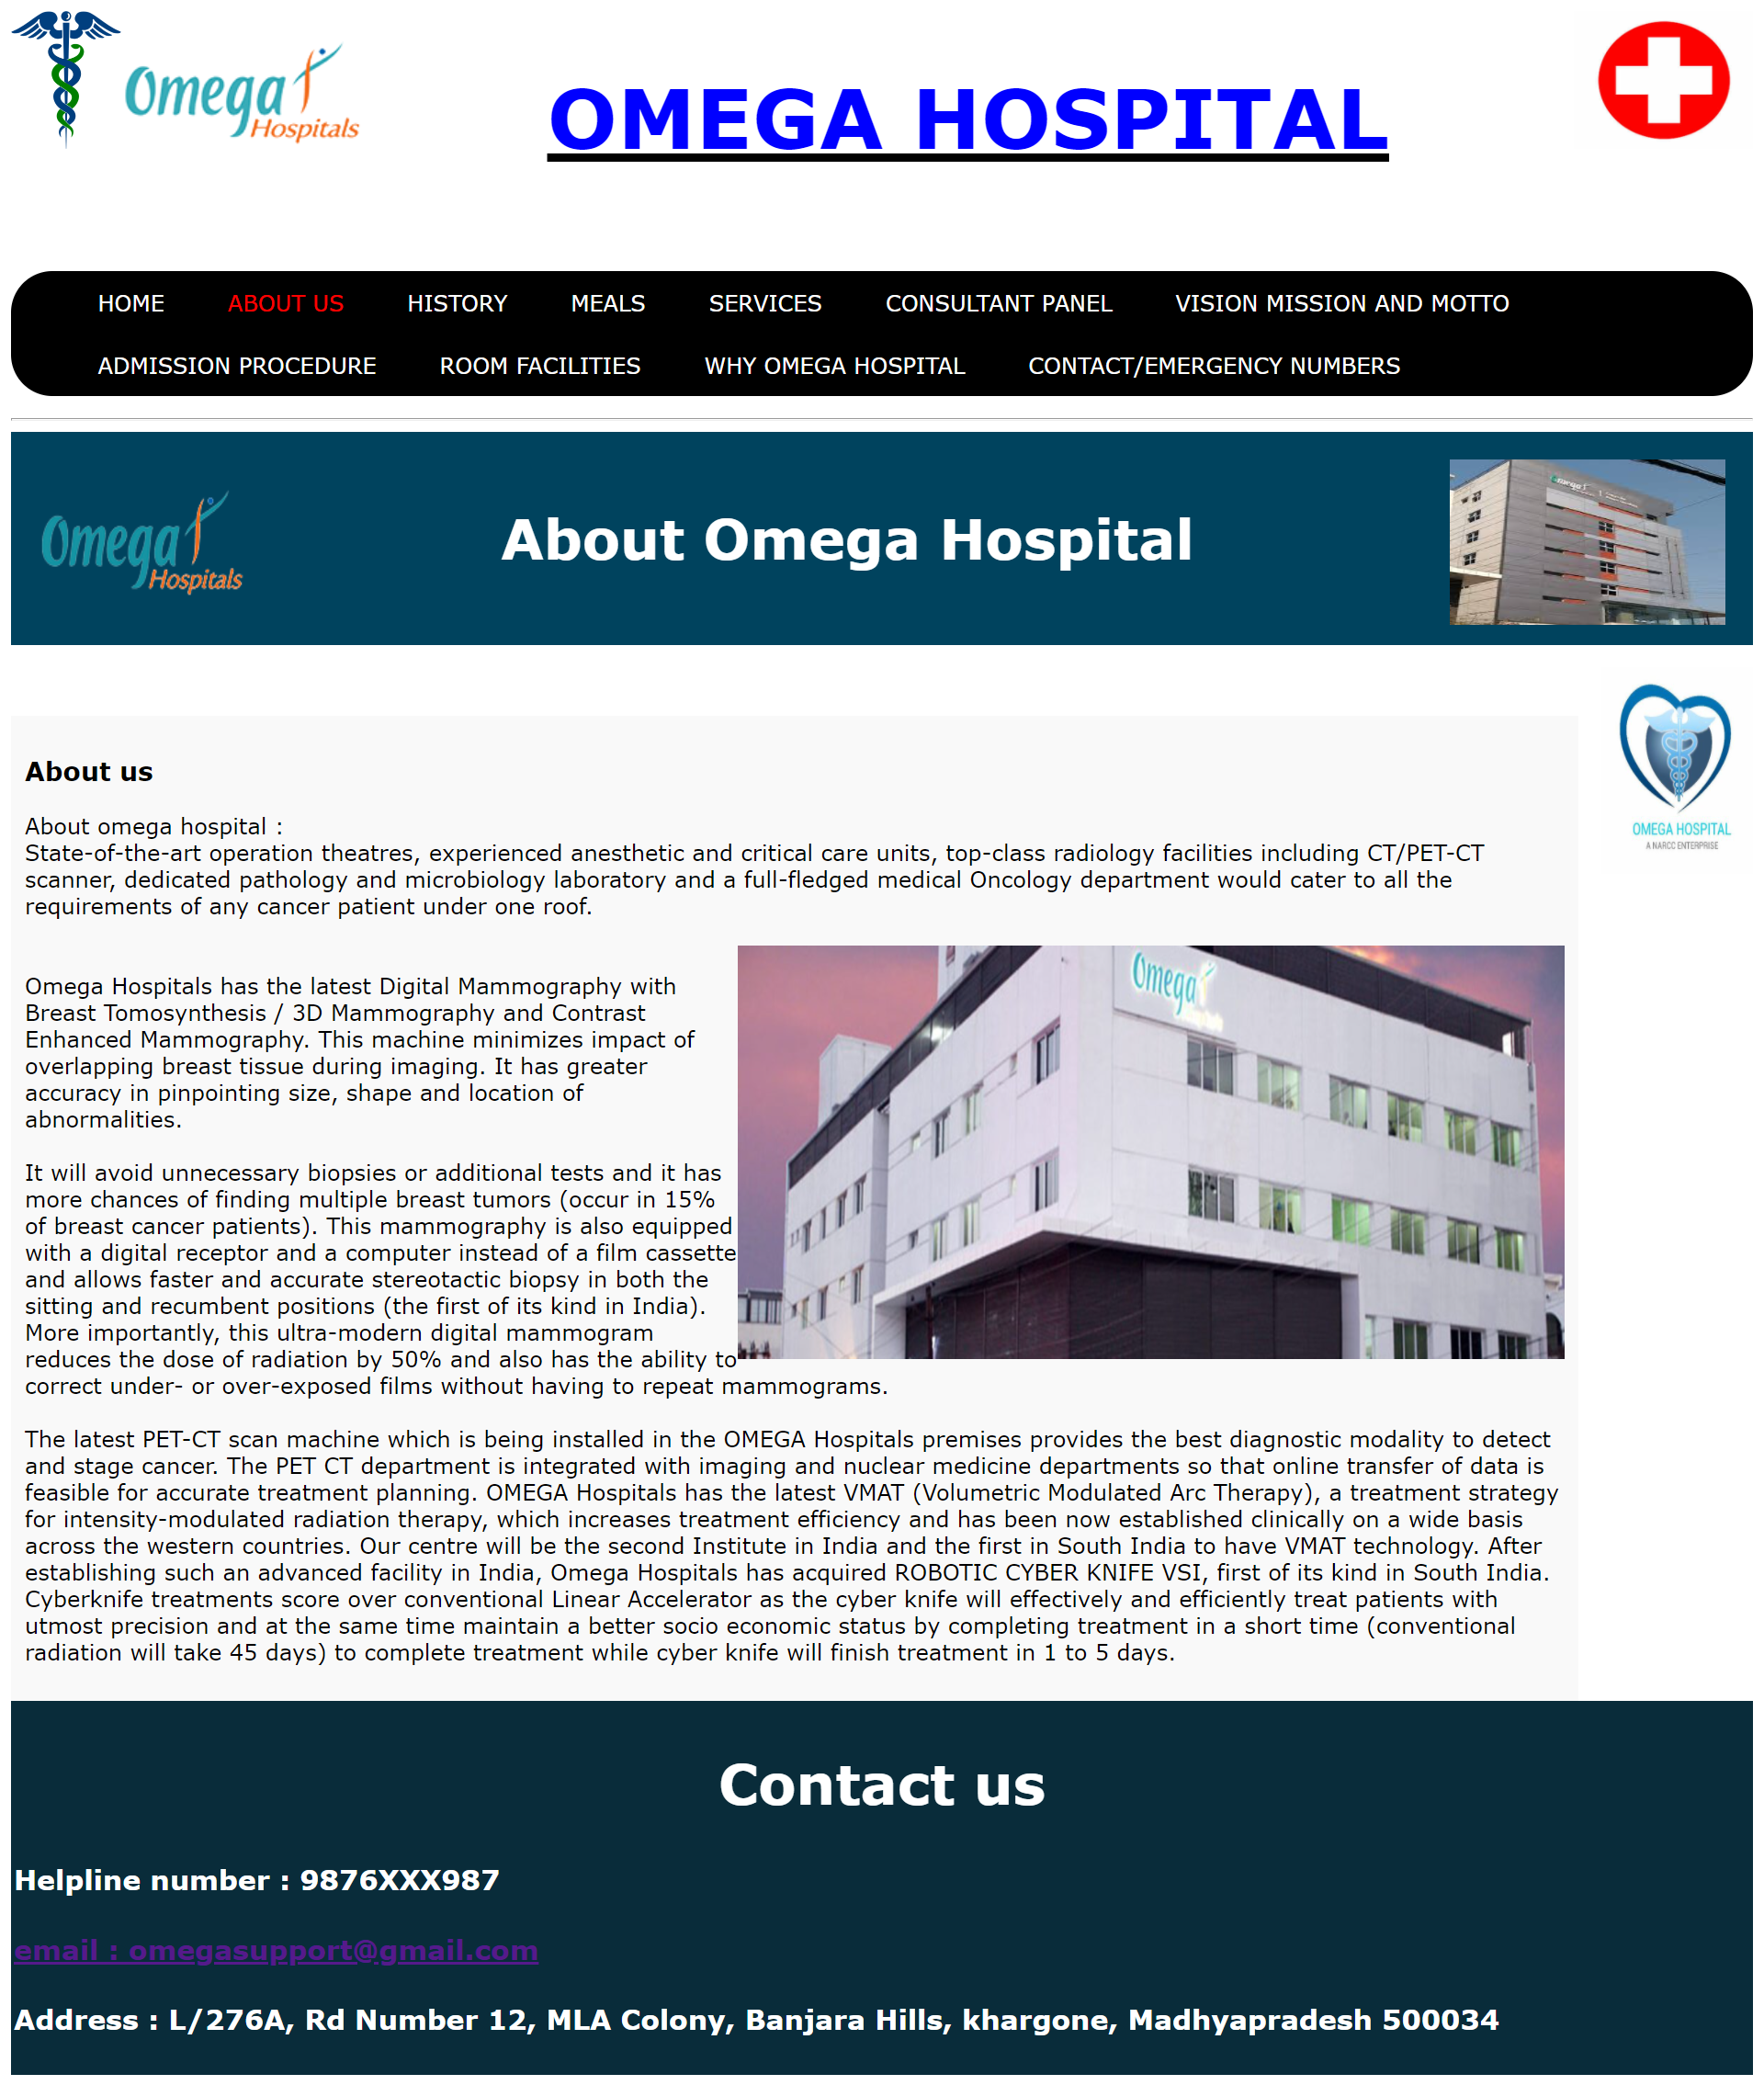 Omega
Hospitals
OMEGA HOSPITAL
HOME ABOUT US HISTORY MEALS SERVICES CONSULTANT PANEL VISION MISSION AND MOTTO
ADMISSION PROCEDURE ROOM FACILITIES WHY OMEGA HOSPITAL CONTACT/EMERGENCY NUMBERS
Omega
Hospitals
About Omega Hospital
Omega
OMEGA HOSPITAL
A NARCC ENTERPRISE
About us
About omega hospital :
State-of-the-art operation theatres, experienced anesthetic and critical care units, top-class radiology facilities including CT/PET-CT
scanner, dedicated pathology and microbiology laboratory and a full-fledged medical Oncology department would cater to all the
requirements of any cancer patient under one roof.
Omega
Omega Hospitals has the latest Digital Mammography with
Breast Tomosynthesis / 3D Mammography and Contrast
Enhanced Mammography. This machine minimizes impact of
overlapping breast tissue during imaging. It has greater
accuracy in pinpointing size, shape and location of
abnormalities.
It will avoid unnecessary biopsies or additional tests and it has
more chances of finding multiple breast tumors (occur in 15%
of breast cancer patients). This mammography is also equipped
with a digital receptor and a computer instead of a film cassette
and allows faster and accurate stereotactic biopsy in both the
sitting and recumbent positions (the first of its kind in India).
More importantly, this ultra-modern digital mammogram
reduces the dose of radiation by 50% and also has the ability to
correct under- or over-exposed films without having to repeat mammograms.
The latest PET-CT scan machine which is being installed in the OMEGA Hospitals premises provides the best diagnostic modality to detect
and stage cancer. The PET CT department is integrated with imaging and nuclear medicine departments so that online transfer of data is
feasible for accurate treatment planning. OMEGA Hospitals has the latest VMAT (Volumetric Modulated Arc Therapy), a treatment strategy
for intensity-modulated radiation therapy, which increases treatment efficiency and has been now established clinically on a wide basis
across the western countries. Our centre will be the second Institute in India and the first in South India to have VMAT technology. After
establishing such an advanced facility in India, Omega Hospitals has acquired ROBOTIC CYBER KNIFE VSI, first of its kind in South India.
Cyberknife treatments score over conventional Linear Accelerator as the cyber knife will effectively and efficiently treat patients with
utmost precision and at the same time maintain a better socio economic status by completing treatment in a short time (conventional
radiation will take 45 days) to complete treatment while cyber knife will finish treatment in 1 to 5 days.
Contact us
Helpline number : 9876XXX987
email : omegasupport@gmail.com
Address : L/276A, Rd Number 12, MLA Colony, Banjara Hills, khargone, Madhyapradesh 500034